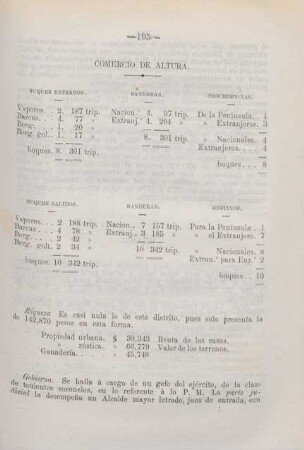 —195—
COMERCIO DE ALTURA.
BUQUES ENTRADOS. BANDERAS. PROCEDENCIAS.
Vapores. 2. 187 trip. Nacion.ˢ 4. 97 trip. De la Península.. 1
Barcas.. 4. 77 » Extranj.ˢ 4. 204 » » Extranjeros. 3
Berg.... 1. 20 » Nacionales. 4
Berg. gol.ᵗ 1. 17 » 8. 301 trip. Extranjeros.. 4
buques. 8. 301 trip. buques... 8
BUQUES SALIDOS. BANDERAS. DESTINOS.
Vapores.. 2 188 trip. Nacion.ˢ 7 157 trip. Para la Península 1
Barcas... 4 78 » Extranj.ˢ 3 185 » » el Extranjero. 7
Berg..... 2 42 » Nacionales. 8
Berg. golt. 2 34 » 10 342 trip. Extran.ˢ para Enj.ᵒ 2
buques.. 10 342 trip. buques.... 10
Riqueza. Es casi nula la de este distrito, pues solo presenta la
de 142,870 pesos en esta forma.
Propiedad urbana. $ 30,343 Renta de las casas.
» rústica. » 66,779 Valor de los terrenos.
Ganadería... » 45,748
Gobierno. Se halla á cargo de un gefe del ejército, de la clase
de tenientes coroneles, en lo referente á lo P. M. La parte ju-
dicial la desempeña un Alcalde mayor letrado, juez de entrada, con